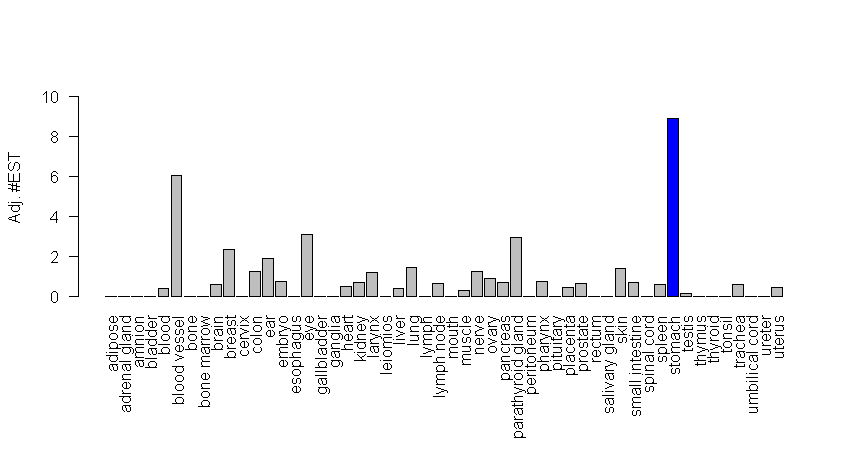 10
8
6
4
2
0
Adj. #EST
adipose
adrenal gland
amnion
bladder
blood
blood vessel
bone
bone marrow
brain
breast
cervix
colon
ear
embryo
esophagus
eye
gallbladder
ganglia
heart
kidney
larynx
leiomios
liver
lung
lymph
lymph node
mouth
muscle
nerve
ovary
pancreas
parathyroid gland
peritoneum
pharynx
pituitary
placenta
prostate
rectum
salivary gland
skin
small intestine
spinal cord
spleen
stomach
testis
thymus
thyroid
tonsil
trachea
umbilical cord
ureter
uterus